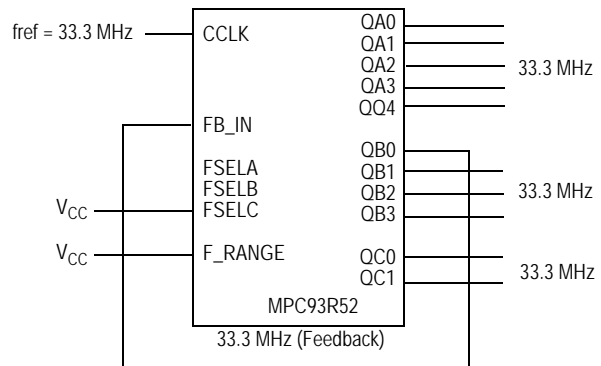 fref = 33.3 MHz
CCLK
QA0
QA1
QA2
QA3
QQ4
33.3 MHz
FB_IN
QB0
QB1
QB2
QB3
33.3 MHz
FSELA
FSELB
VCC
FSELC
VCC
F_RANGE
QC0
QC1
33.3 MHz
MPC93R52
33.3 MHz (Feedback)